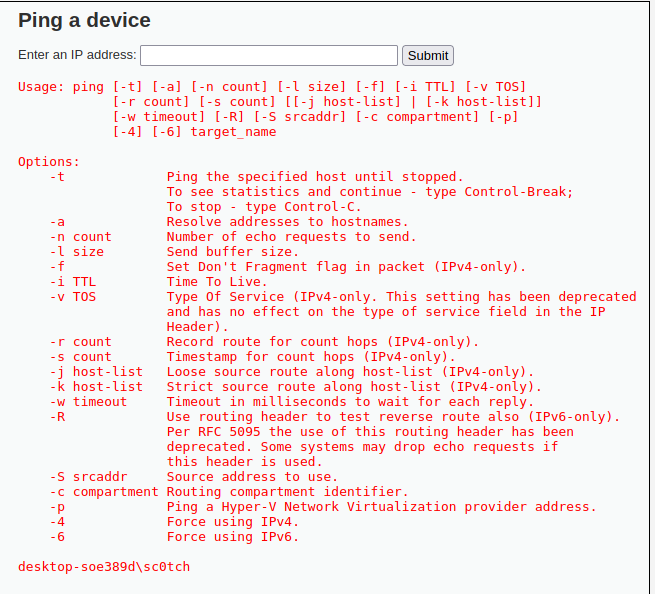 Ping a device
Enter an IP address: Submit
Usage: ping [-t] [-a] [-n count] [-l size] [-f] [-i TTL] [-v TOS]
[-r count] [-s count] [[-j host-list] | [-k host-list]]
[-w timeout] [-R] [-S srcaddr] [-c compartment] [-p]
[-4] [-6] target_name
Options:
-t Ping the specified host until stopped.
To see statistics and continue - type Control-Break;
To stop - type Control-C.
-a Resolve addresses to hostnames.
-n count Number of echo requests to send.
-l size Send buffer size.
-f Set Don't Fragment flag in packet (IPv4-only).
-i TTL Time To Live.
-v TOS Type Of Service (IPv4-only. This setting has been deprecated
and has no effect on the type of service field in the IP
Header).
-r count Record route for count hops (IPv4-only).
-s count Timestamp for count hops (IPv4-only).
-j host-list Loose source route along host-list (IPv4-only).
-k host-list Strict source route along host-list (IPv4-only).
-w timeout Timeout in milliseconds to wait for each reply.
-R Use routing header to test reverse route also (IPv6-only).
Per RFC 5095 the use of this routing header has been
deprecated. Some systems may drop echo requests if
this header is used.
-S srcaddr Source address to use.
-c compartment Routing compartment identifier.
-p Ping a Hyper-V Network Virtualization provider address.
-4 Force using IPv4.
-6 Force using IPv6.
desktop-soe389d\sc0tch